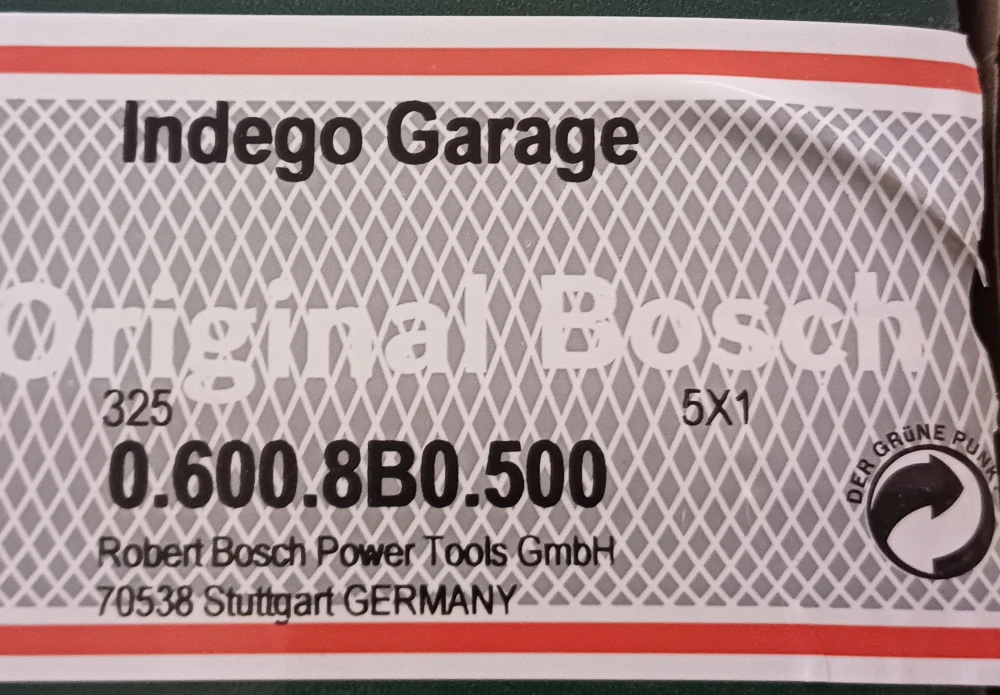 Indego Garage
Original Bosch
325 5X1
0.600.8B0.500
DER GRÜNE PUNKT
Robert Bosch Power Tools GmbH
70538 Stuttgart GERMANY